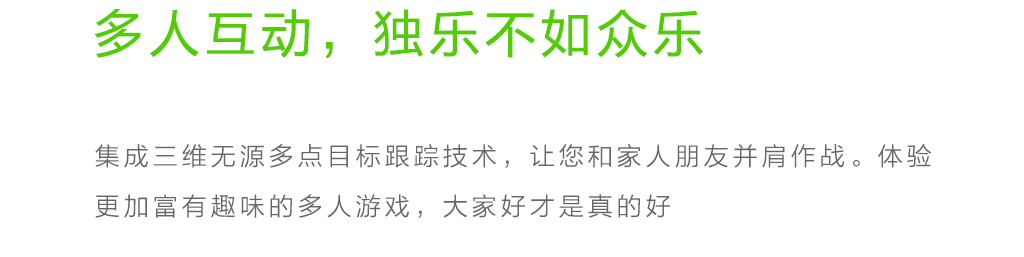 多人互动，独乐不如众乐
集成三维无源多点目标跟踪技术，让您和家人朋友并肩作战。体验
更加富有趣味的多人游戏，大家好才是真的好